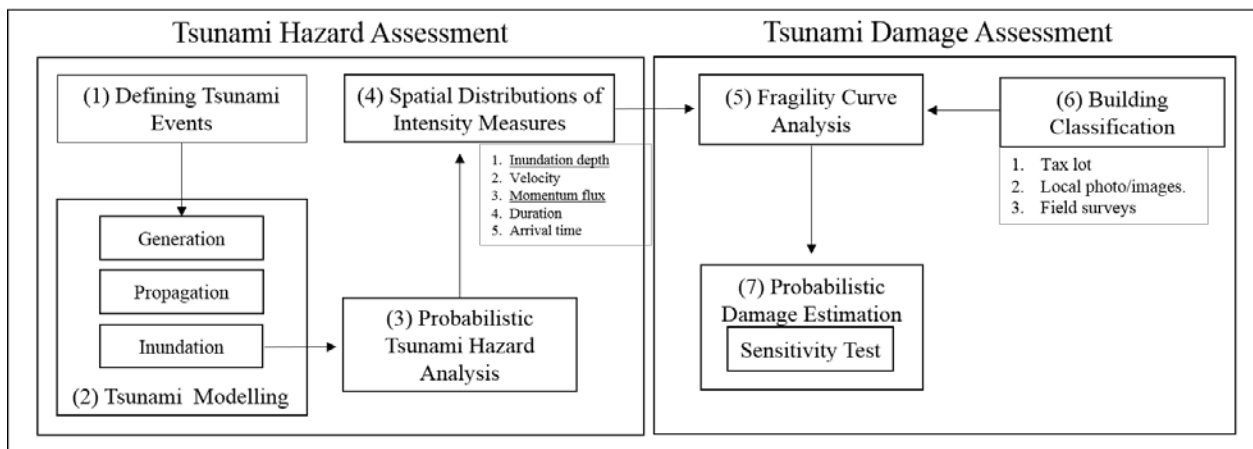 Tsunami Hazard Assessment
(1) Defining Tsunami
Events
Generation
Propagation
Inundation
(2) Tsunami Modelling
(3) Probabilistic
Tsunami Hazard
Analysis
(4) Spatial Distributions of
Intensity Measures
1. Inundation depth
2. Velocity
3. Momentum flux
4. Duration
5. Arrival time
Tsunami Damage Assessment
(5) Fragility Curve
Analysis
(6) Building
Classification
1. Tax lot
2. Local photo/images.
3. Field surveys
(7) Probabilistic
Damage Estimation
Sensitivity Test